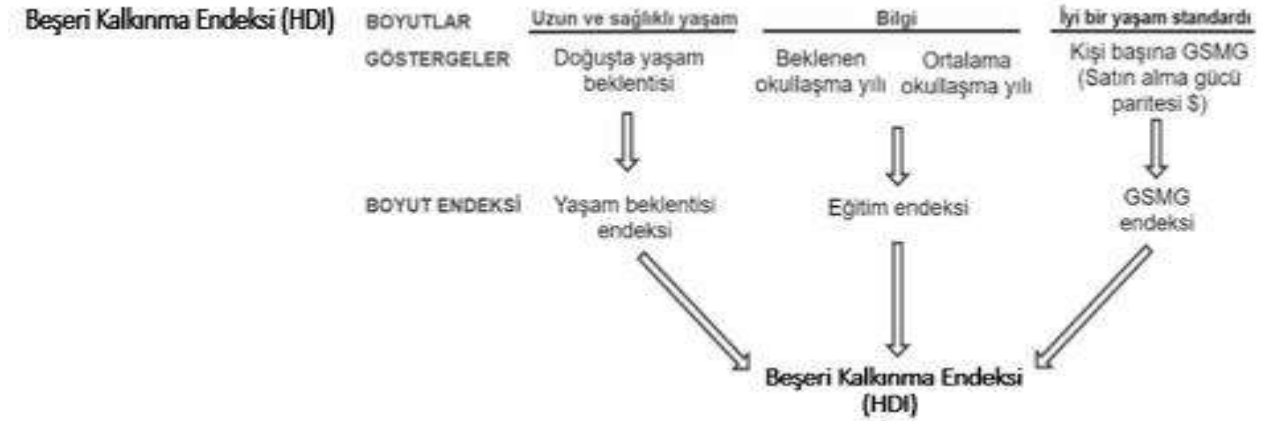 Beşeri Kalkınma Endeksi (HDI)
BOYUTLAR
Uzun ve sağlıklı yaşam
Bilgi
İyi bir yaşam standardı
GÖSTERGELER
Doğuşta yaşam
beklentisi
Beklenen
okullaşma yılı
Ortalama
okullaşma yılı
Kişi başına GSMG
(Satın alma gücü
paritesi $)
BOYUT ENDEKSİ
Yaşam beklentisi
endeksi
Eğitim endeksi
GSMG
endeksi
Beşeri Kalkınma Endeksi
(HDI)